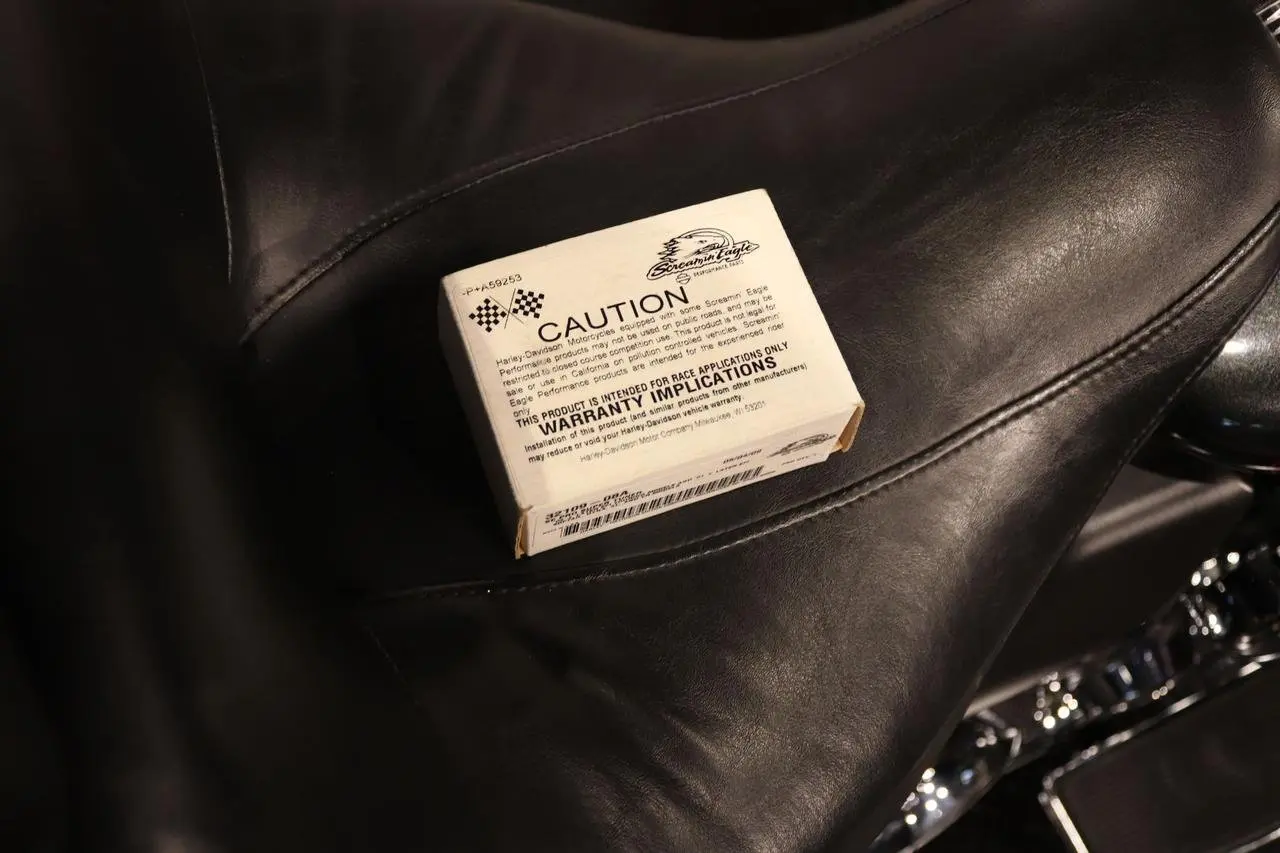 -P+A59253
Screamin' Eagle
PERFORMANCE PARTS
CAUTION
Harley-Davidson Motorcycles equipped with some Screamin' Eagle
Performance products may not be used on public roads, and may be
restricted to closed course competition use. This product is not legal for
sale or use in California on pollution controlled vehicles. Screamin'
Eagle Performance products are intended for the experienced rider
only.
THIS PRODUCT IS INTENDED FOR RACE APPLICATIONS ONLY
WARRANTY IMPLICATIONS
Installation of this product (and similar products from other manufacturers)
may reduce or void your Harley-Davidson vehicle warranty.
Harley-Davidson Motor Company Milwaukee, WI 53201
32109-08A